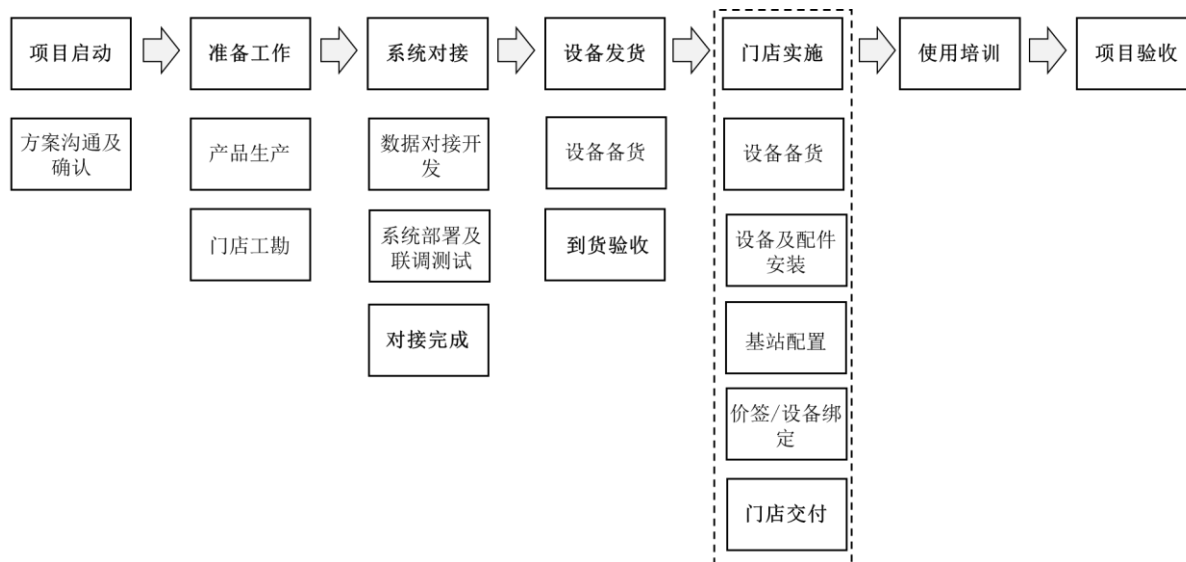 项目启动
准备工作
系统对接
设备发货
门店实施
使用培训
项目验收
方案沟通及
确认
产品生产
数据对接开
发
设备备货
设备备货
门店工勘
系统部署及
联调测试
到货验收
设备及配件
安装
对接完成
基站配置
价签/设备绑
定
门店交付